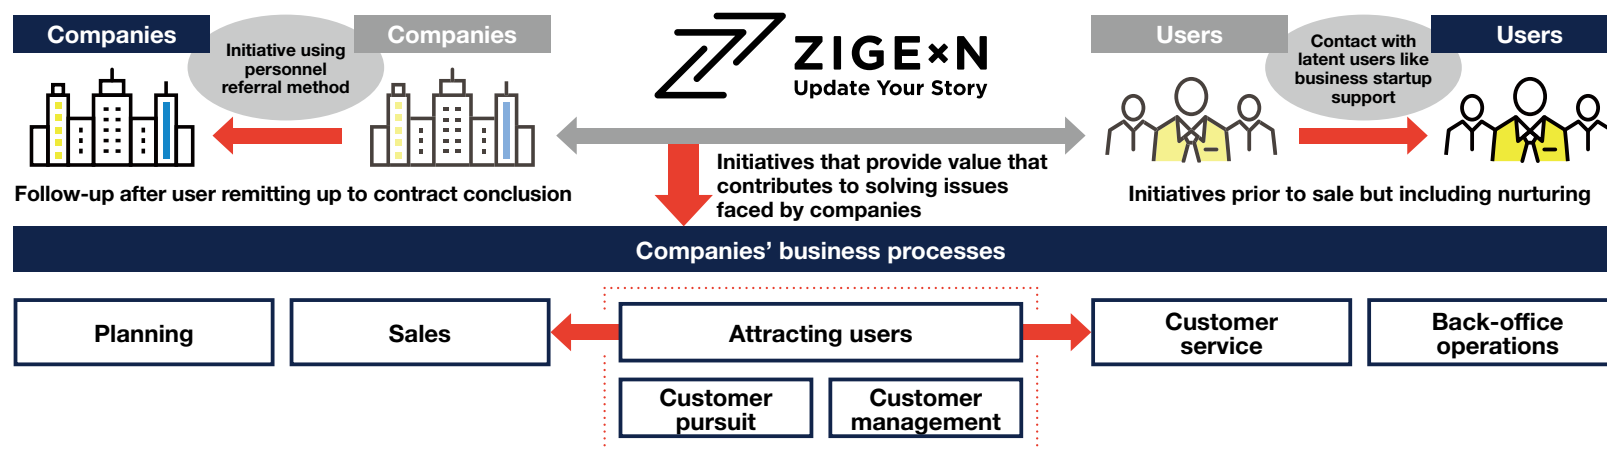 Companies
Initiative using
personnel
referral method
Companies
ZIGExN
Update Your Story
Users
Contact with
latent users like
business startup
support
Users
Follow-up after user remitting up to contract conclusion
Initiatives that provide value that
contributes to solving issues
faced by companies
Initiatives prior to sale but including nurturing
Companies’ business processes
Planning
Sales
Attracting users
Customer
service
Back-office
operations
Customer
pursuit
Customer
management